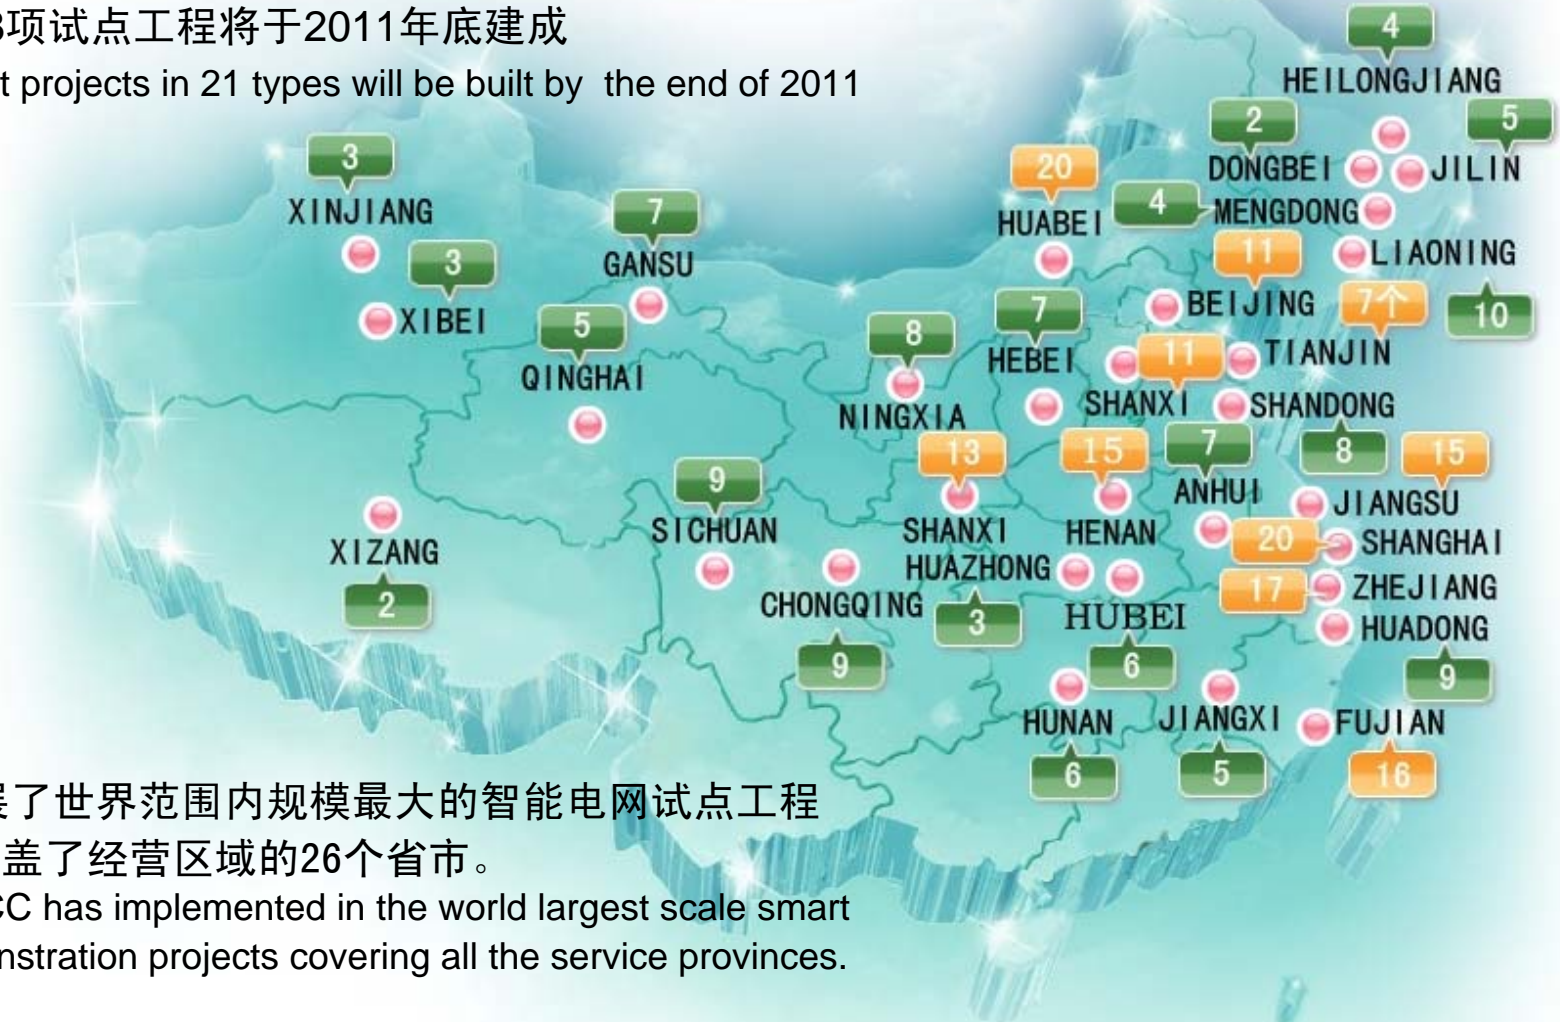 3项试点工程将于2011年底建成
t projects in 21 types will be built by the end of 2011
4
HEILONGJIANG
2
5
DONGBEI
JILIN
3
XINJIANG
20
HUABEI
4
MENGDONG
7
GANSU
3
XIBEI
11
BEIJING
LIAONING
10
5
QINGHAI
8
NINGXIA
7
HEBEI
7个
TIANJIN
11
SHANXI
SHANDONG
8
13
SHANXI
15
HENAN
7
ANHUI
15
JIANGSU
9
SICHUAN
20
SHANGHAI
XIZANG
2
HUAZHONG
3
17
ZHEJIANG
CHONGQING
9
HUBEI
6
HUADONG
9
HUNAN
6
JIANGXI
5
FUJIAN
16
展了世界范围内规模最大的智能电网试点工程
盖了经营区域的26个省市。
CC has implemented in the world largest scale smart
nstration projects covering all the service provinces.